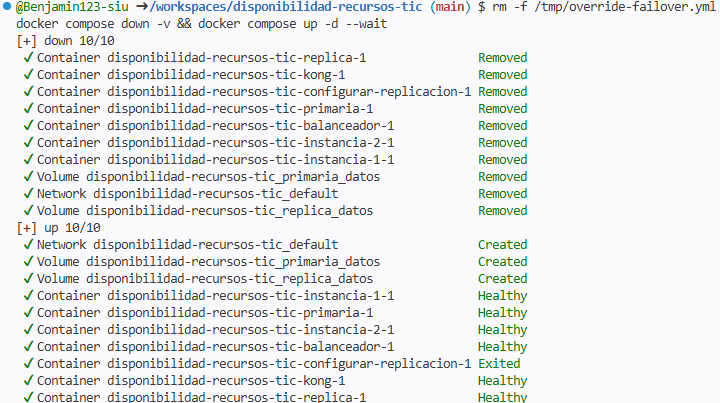 @Benjamin123-siu ➜/workspaces/disponibilidad-recursos-tic (main) $ rm -f /tmp/override-failover.yml
docker compose down -v && docker compose up -d --wait
[+] down 10/10
✔ Container disponibilidad-recursos-tic-replica-1 Removed
✔ Container disponibilidad-recursos-tic-kong-1 Removed
✔ Container disponibilidad-recursos-tic-configurar-replicacion-1 Removed
✔ Container disponibilidad-recursos-tic-primaria-1 Removed
✔ Container disponibilidad-recursos-tic-balanceador-1 Removed
✔ Container disponibilidad-recursos-tic-instancia-2-1 Removed
✔ Container disponibilidad-recursos-tic-instancia-1-1 Removed
✔ Volume disponibilidad-recursos-tic_primaria_datos Removed
✔ Network disponibilidad-recursos-tic_default Removed
✔ Volume disponibilidad-recursos-tic_replica_datos Removed
[+] up 10/10
✔ Network disponibilidad-recursos-tic_default Created
✔ Volume disponibilidad-recursos-tic_primaria_datos Created
✔ Volume disponibilidad-recursos-tic_replica_datos Created
✔ Container disponibilidad-recursos-tic-instancia-1-1 Healthy
✔ Container disponibilidad-recursos-tic-primaria-1 Healthy
✔ Container disponibilidad-recursos-tic-instancia-2-1 Healthy
✔ Container disponibilidad-recursos-tic-balanceador-1 Healthy
✔ Container disponibilidad-recursos-tic-configurar-replicacion-1 Exited
✔ Container disponibilidad-recursos-tic-kong-1 Healthy
✔ Container disponibilidad-recursos-tic-replica-1 Healthy